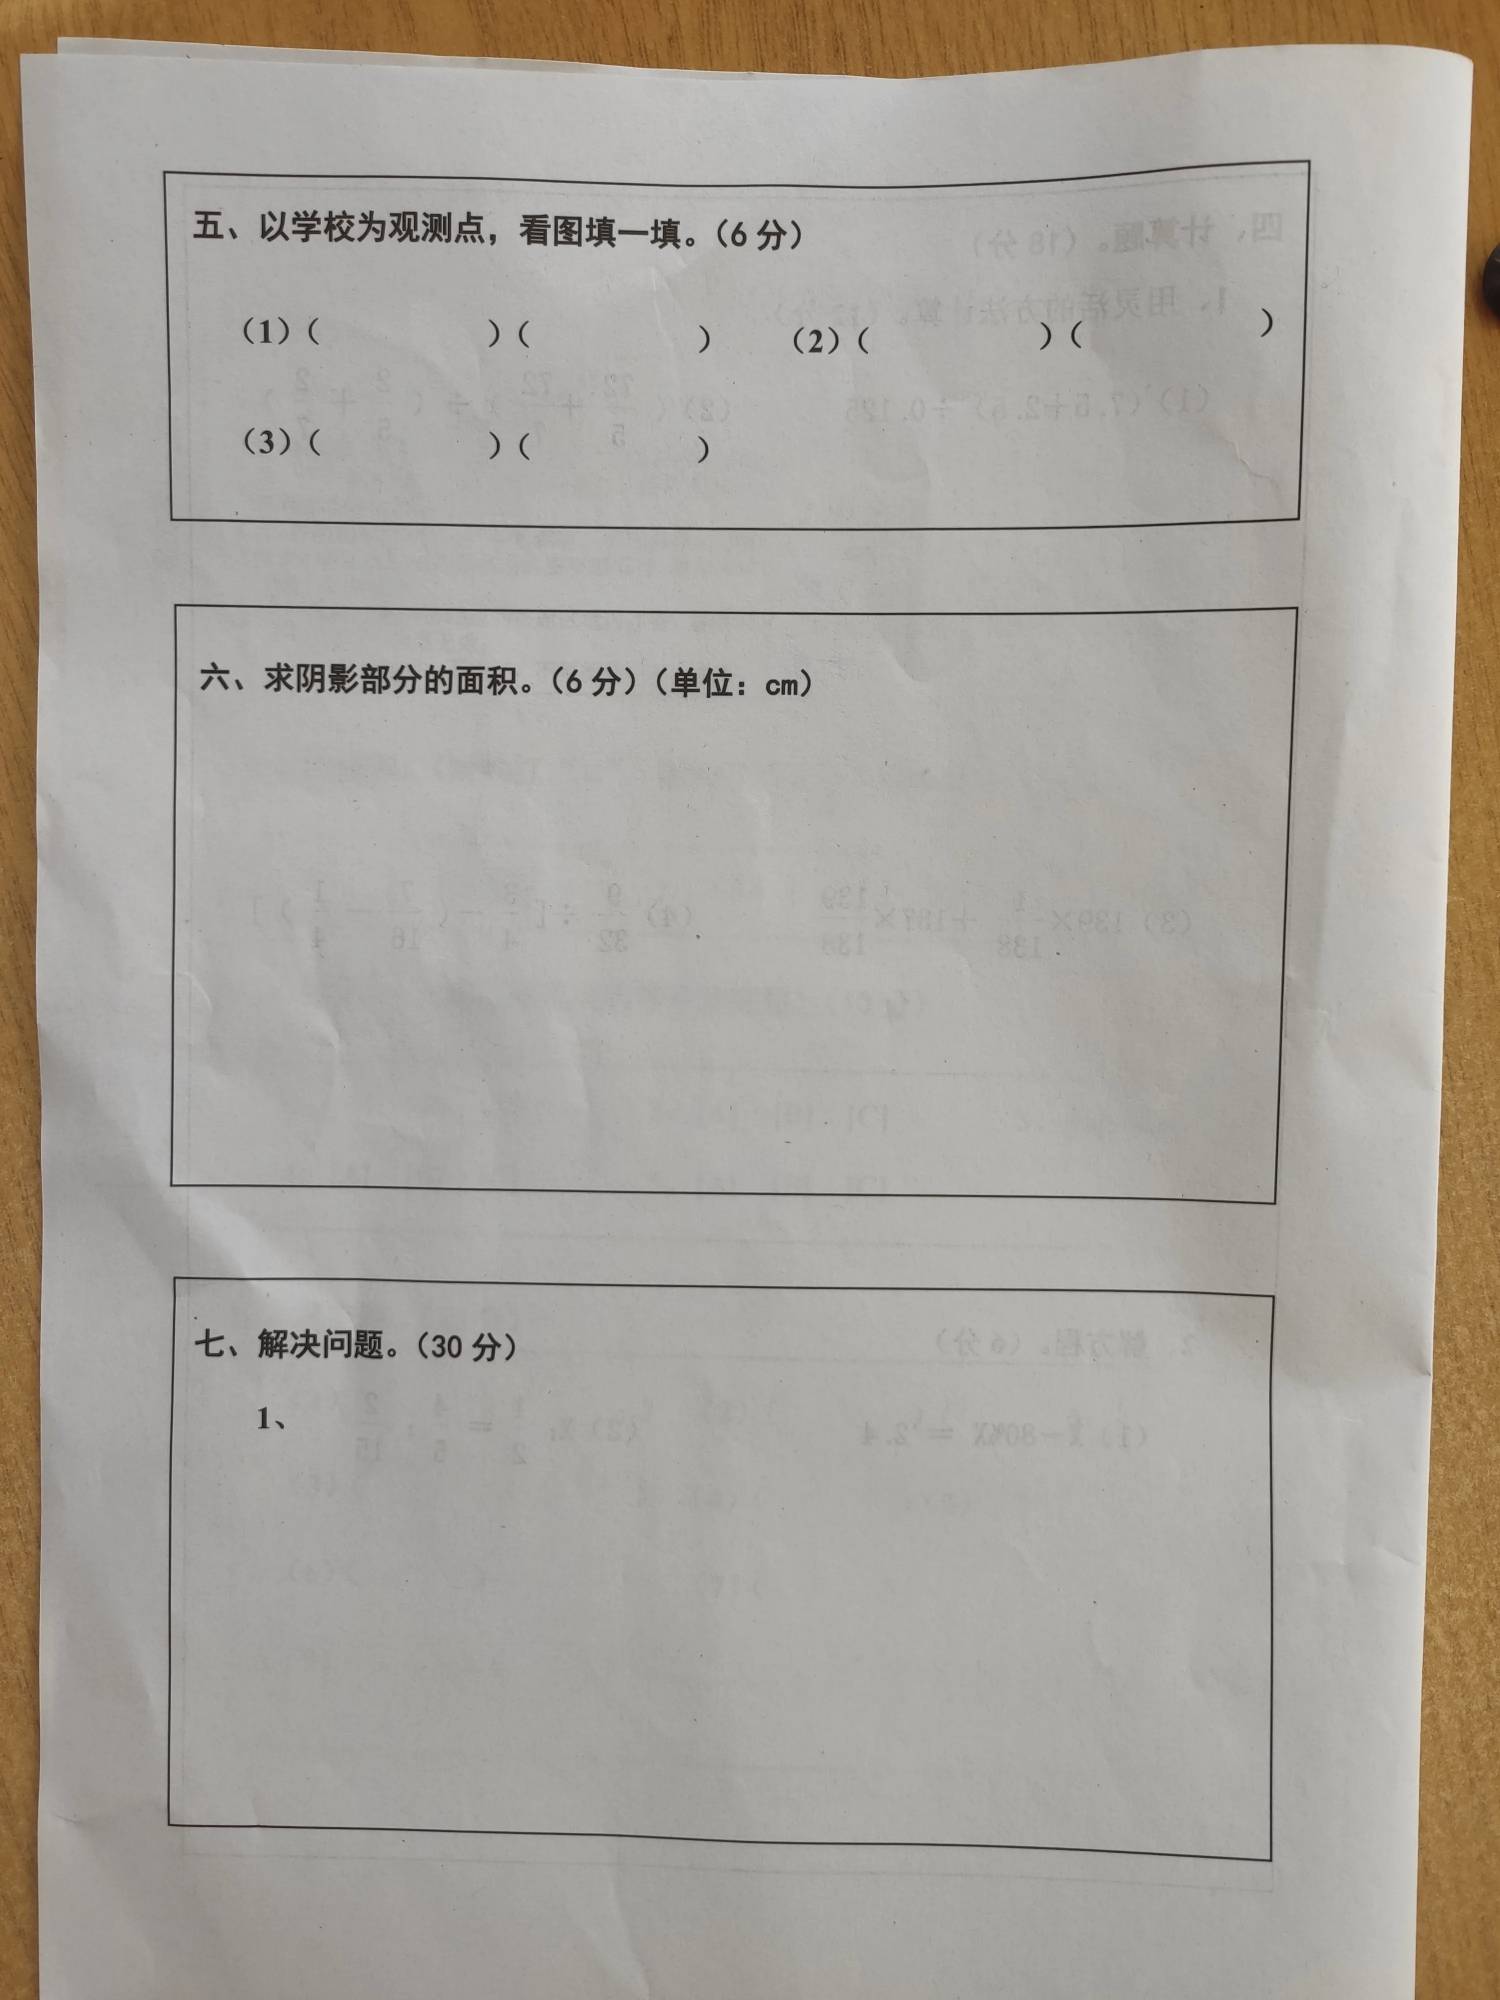 五、以学校为观测点，看图填一填。（6 分）
（1）（　　　　　）（　　　　　）　（2）（　　　　　）（　　　　　）
（3）（　　　　　）（　　　　　）
六、求阴影部分的面积。（6 分）（单位：cm）
七、解决问题。（30 分）
1、